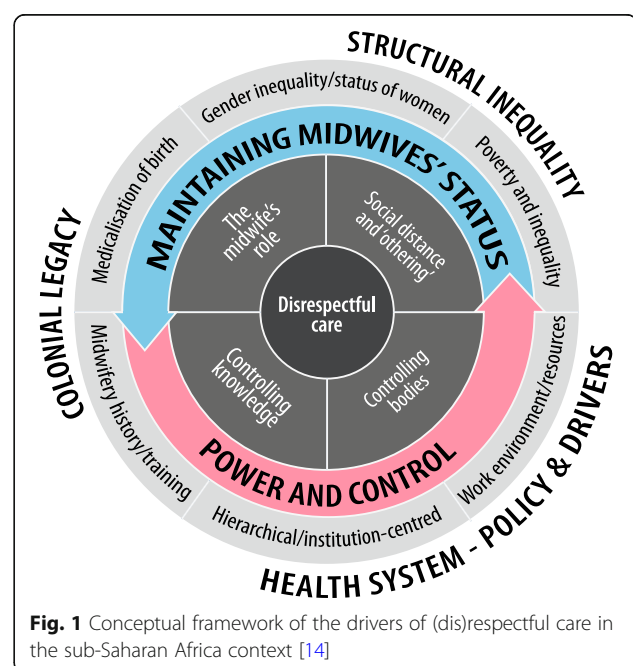 STRUCTURAL INEQUALITY
COLONIAL LEGACY
HEALTH SYSTEM - POLICY & DRIVERS
Gender inequality/status of women
Poverty and inequality
Work environment/resources
Hierarchical/institution-centred
Midwifery history/training
Medicalisation of birth
MAINTAINING MIDWIVES' STATUS
POWER AND CONTROL
The
midwife's
role
Social distance
and 'othering'
Controlling
knowledge
Controlling
bodies
Disrespectful
care
Fig. 1 Conceptual framework of the drivers of (dis)respectful care in
the sub-Saharan Africa context [14]